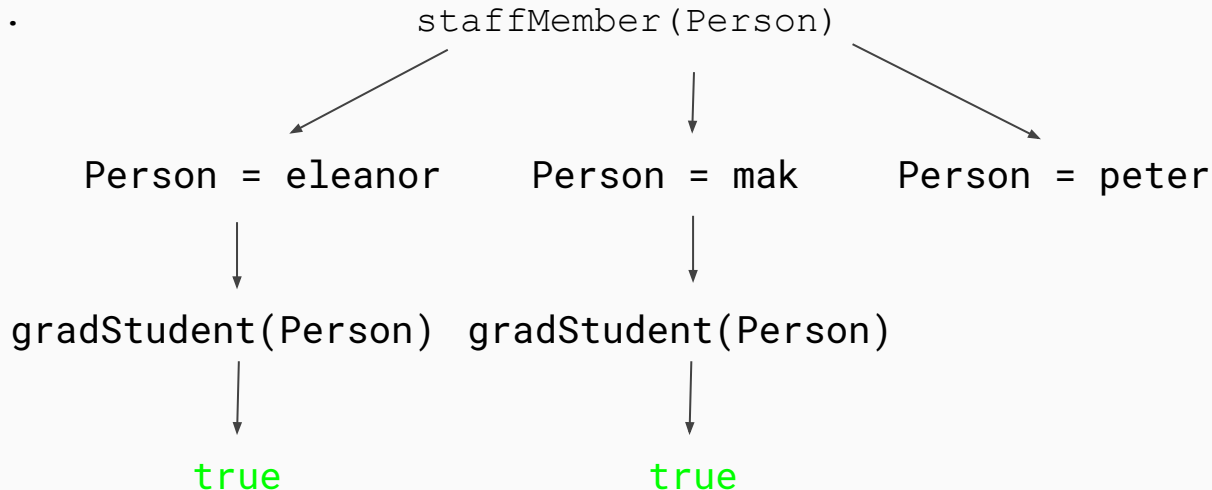 .
staffMember(Person)
Person = eleanor
Person = mak
Person = peter
gradStudent(Person)
gradStudent(Person)
true
true